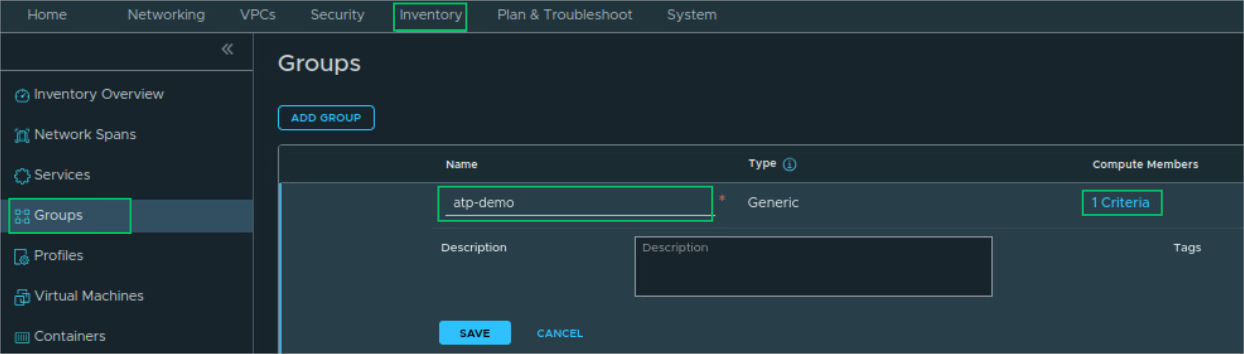 Home Networking VPCs Security Inventory Plan & Troubleshoot System
«
Groups
Inventory Overview
ADD GROUP
Network Spans
Name Type Compute Members
Services
atp-demo * Generic 1 Criteria
Groups
Description Description Tags
Profiles
Virtual Machines
SAVE CANCEL
Containers